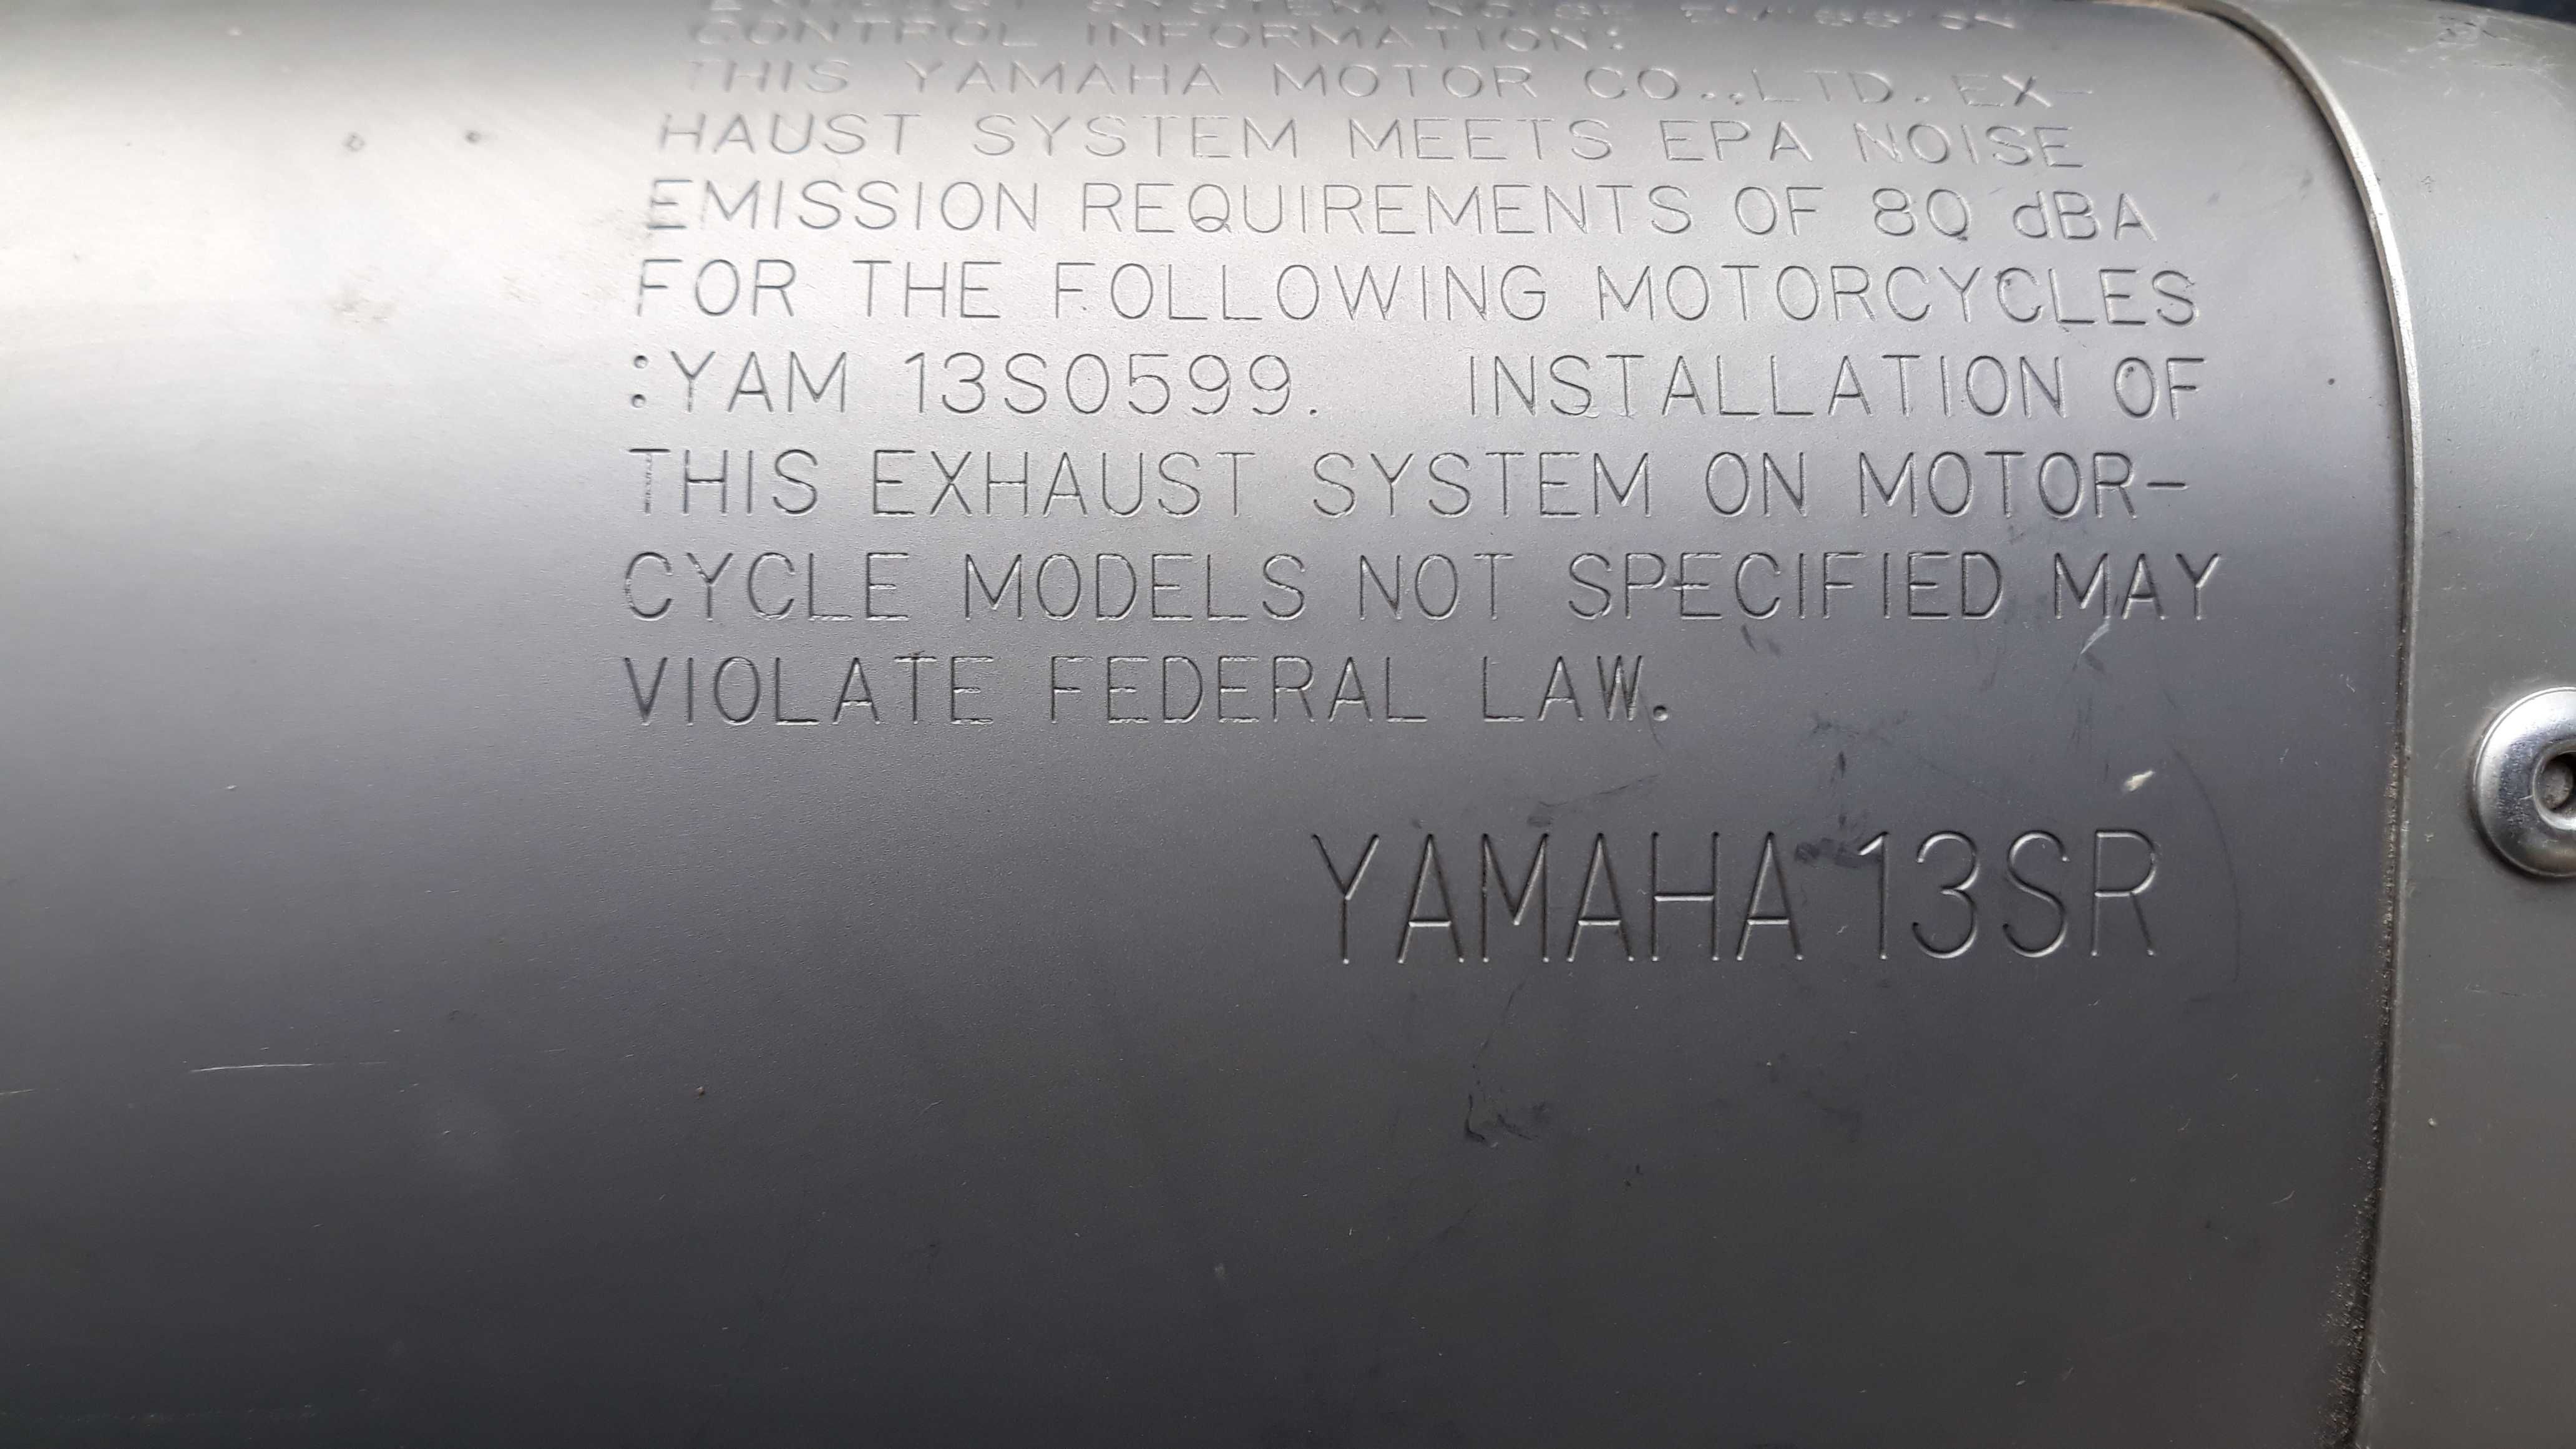 CONTROL INFORMATION:
THIS YAMAHA MOTOR CO.,LTD. EX-
HAUST SYSTEM MEETS EPA NOISE
EMISSION REQUIREMENTS OF 80 dBA
FOR THE FOLLOWING MOTORCYCLES
:YAM 13S0599. INSTALLATION OF
THIS EXHAUST SYSTEM ON MOTOR-
CYCLE MODELS NOT SPECIFIED MAY
VIOLATE FEDERAL LAW.
YAMAHA 13SR